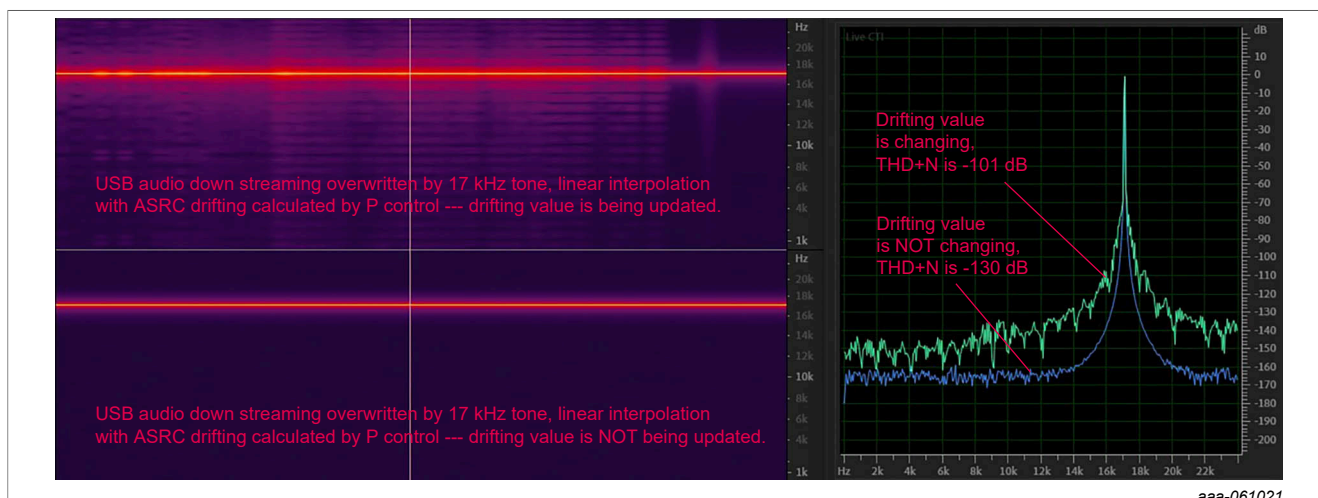 Hz
20k
18k
16k
14k
12k
10k
8k
6k
4k
1k
USB audio down streaming overwritten by 17 kHz tone, linear interpolation
with ASRC drifting calculated by P control --- drifting value is being updated.
Hz
20k
18k
16k
14k
12k
10k
8k
6k
4k
1k
USB audio down streaming overwritten by 17 kHz tone, linear interpolation
with ASRC drifting calculated by P control --- drifting value is NOT being updated.
Live CTI
dB
10
0
-10
-20
-30
-40
-50
-60
-70
-80
-90
-100
-110
-120
-130
-140
-150
-160
-170
-180
-190
-200
Drifting value
is changing,
THD+N is -101 dB
Drifting value
is NOT changing,
THD+N is -130 dB
Hz 2k 4k 6k 8k 10k 12k 14k 16k 18k 20k 22k
aaa-061021